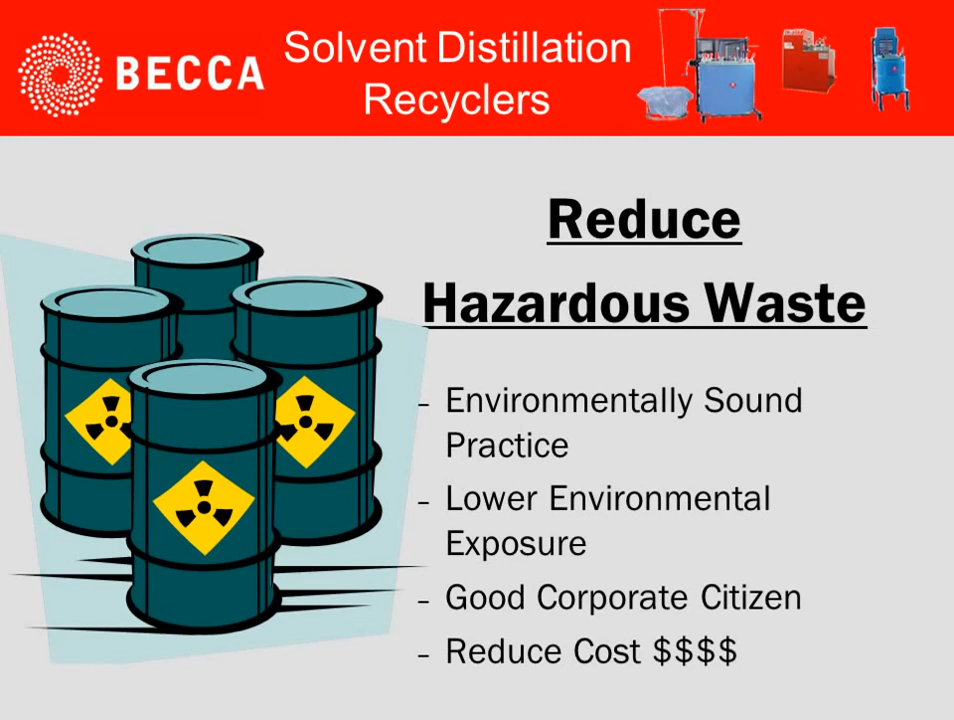 BECCA
Solvent Distillation
Recyclers
Reduce
Hazardous Waste
– Environmentally Sound
Practice
– Lower Environmental
Exposure
– Good Corporate Citizen
– Reduce Cost $$$$